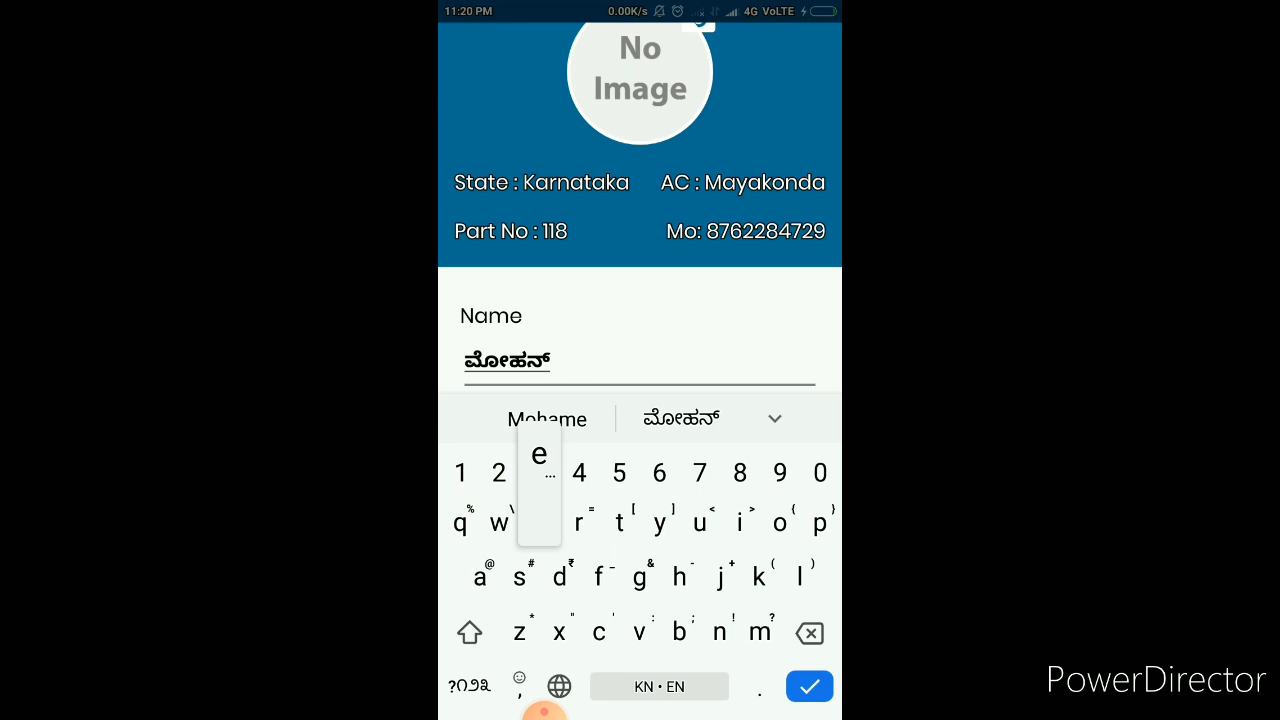 11:20 PM 0.00K/s 4G VoLTE
No
Image
State : Karnataka AC : Mayakonda
Part No : 118 Mo: 8762284729
Name
ಮೋಹನ್
Mohame ಮೋಹನ್
e
...
1 2 4 5 6 7 8 9 0
q % w \ r = t [ y ] u < i > o { p }
a @ s # d ₹ f _ g & h - j + k ( l )
z * x " c ' v : b ; n ! m ?
?೧೨೩ , KN • EN .
PowerDirector